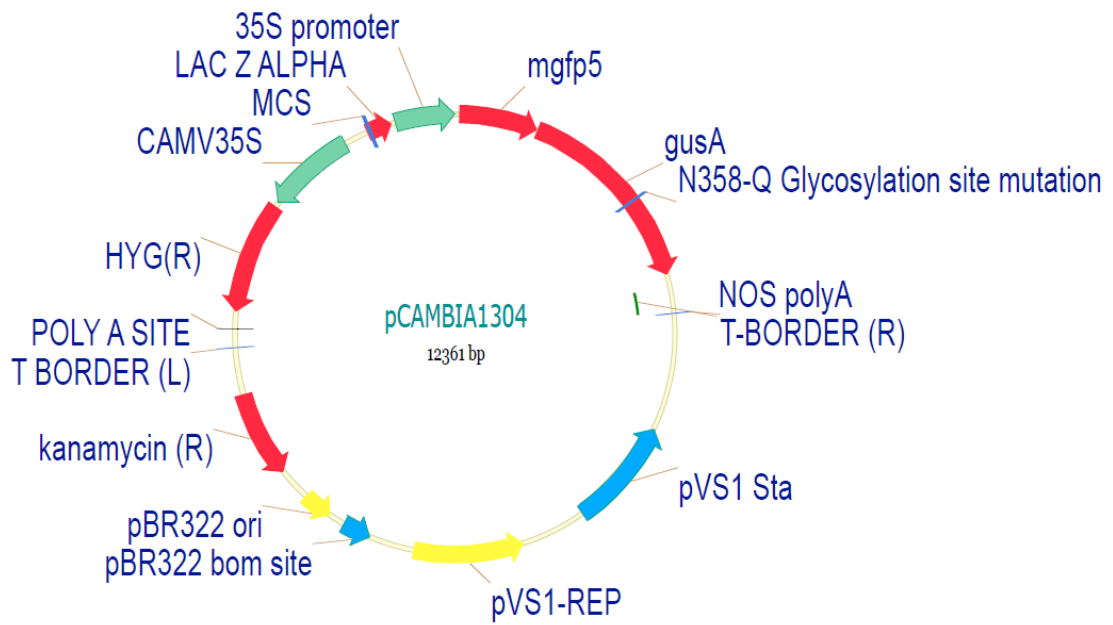 35S promoter
LAC Z ALPHA
MCS
CAMV35S
mgfp5
gusA
N358-Q Glycosylation site mutation
HYG(R)
pCAMBIA1304
12361 bp
NOS polyA
T-BORDER (R)
POLY A SITE
T BORDER (L)
kanamycin (R)
pVS1 Sta
pBR322 ori
pBR322 bom site
pVS1-REP